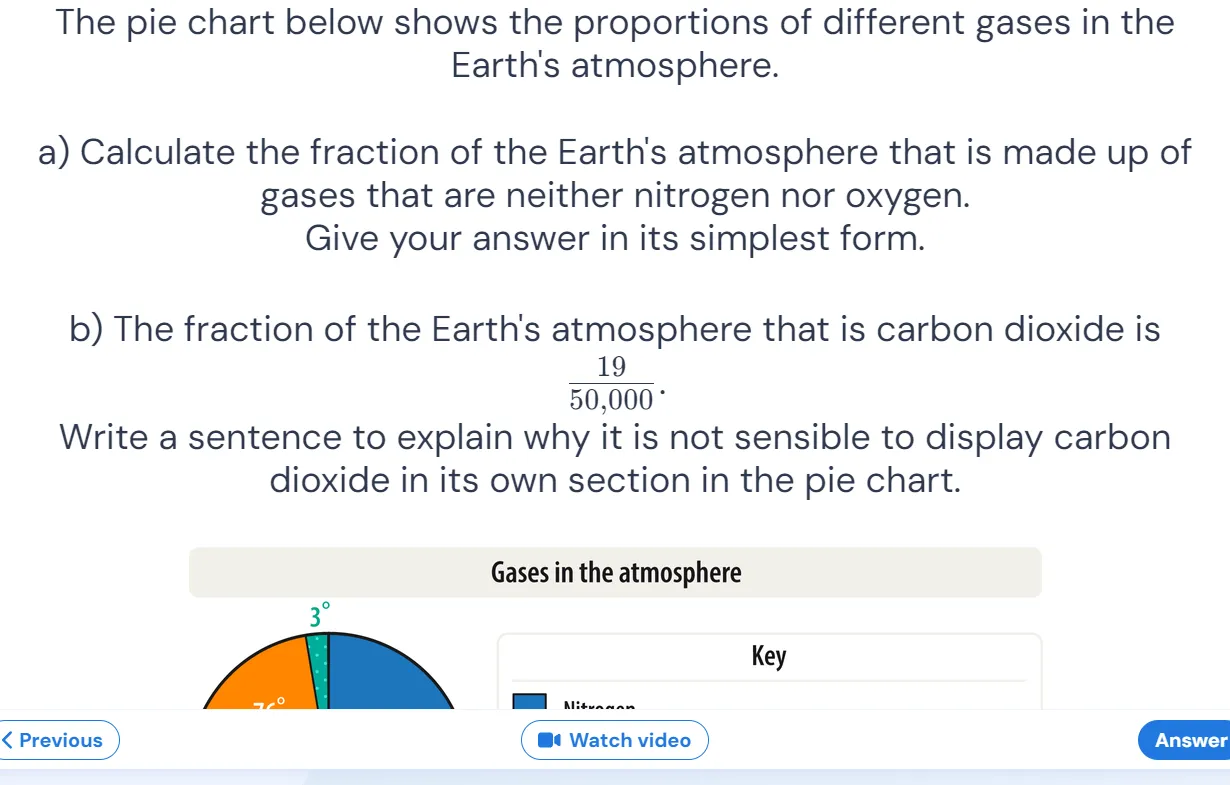 The pie chart below shows the proportions of different gases in the
Earth's atmosphere.
a) Calculate the fraction of the Earth's atmosphere that is made up of
gases that are neither nitrogen nor oxygen.
Give your answer in its simplest form.
b) The fraction of the Earth's atmosphere that is carbon dioxide is
19
50,000 .
Write a sentence to explain why it is not sensible to display carbon
dioxide in its own section in the pie chart.
Gases in the atmosphere
3°
Key
76°
Nitrogen
Previous
Watch video
Answer